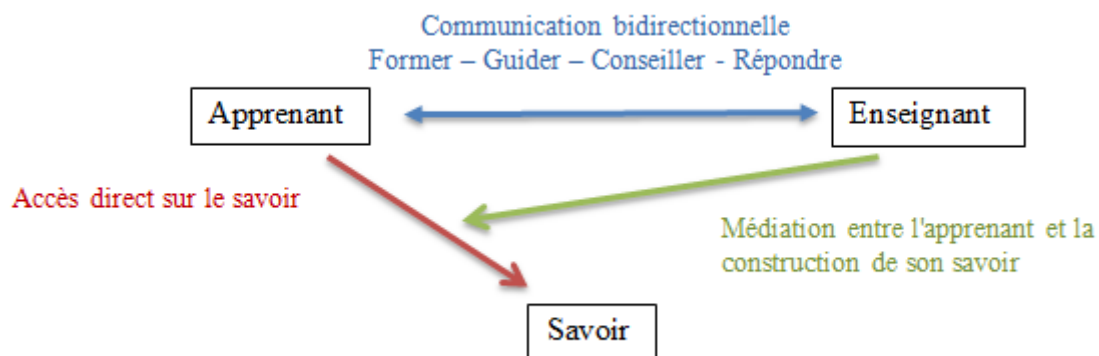 Communication bidirectionnelle
Former – Guider – Conseiller - Répondre
Apprenant
Enseignant
Accès direct sur le savoir
Médiation entre l'apprenant et la
construction de son savoir
Savoir